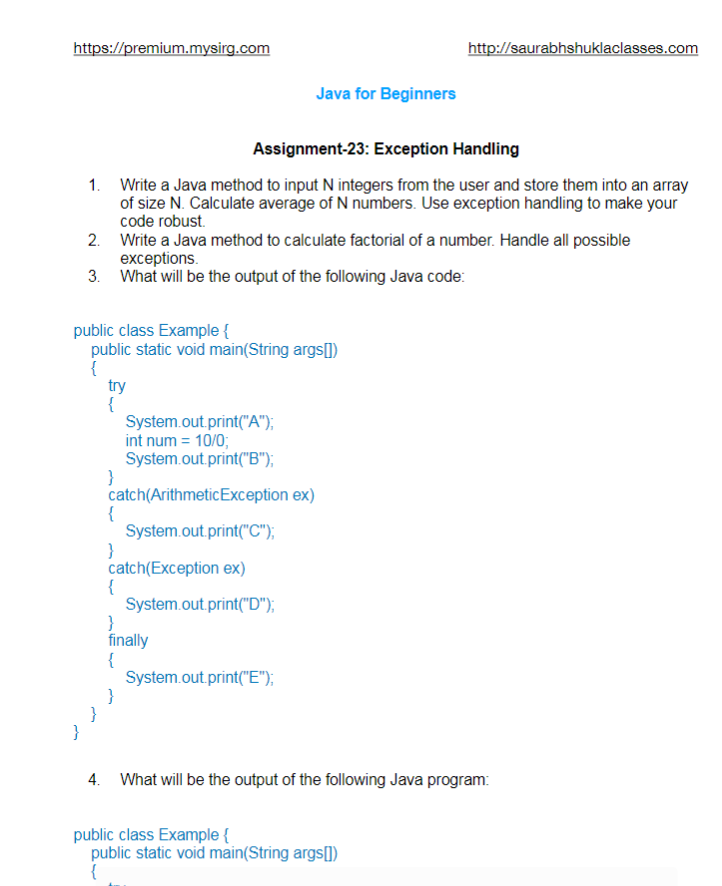 https://premium.mysirg.com http://saurabhshuklaclasses.com
Java for Beginners
Assignment-23: Exception Handling
1. Write a Java method to input N integers from the user and store them into an array
of size N. Calculate average of N numbers. Use exception handling to make your
code robust.
2. Write a Java method to calculate factorial of a number. Handle all possible
exceptions.
3. What will be the output of the following Java code:
public class Example {
public static void main(String args[])
{
try
{
System.out.print("A");
int num = 10/0;
System.out.print("B");
}
catch(ArithmeticException ex)
{
System.out.print("C");
}
catch(Exception ex)
{
System.out.print("D");
}
finally
{
System.out.print("E");
}
}
}
4. What will be the output of the following Java program:
public class Example {
public static void main(String args[])
{